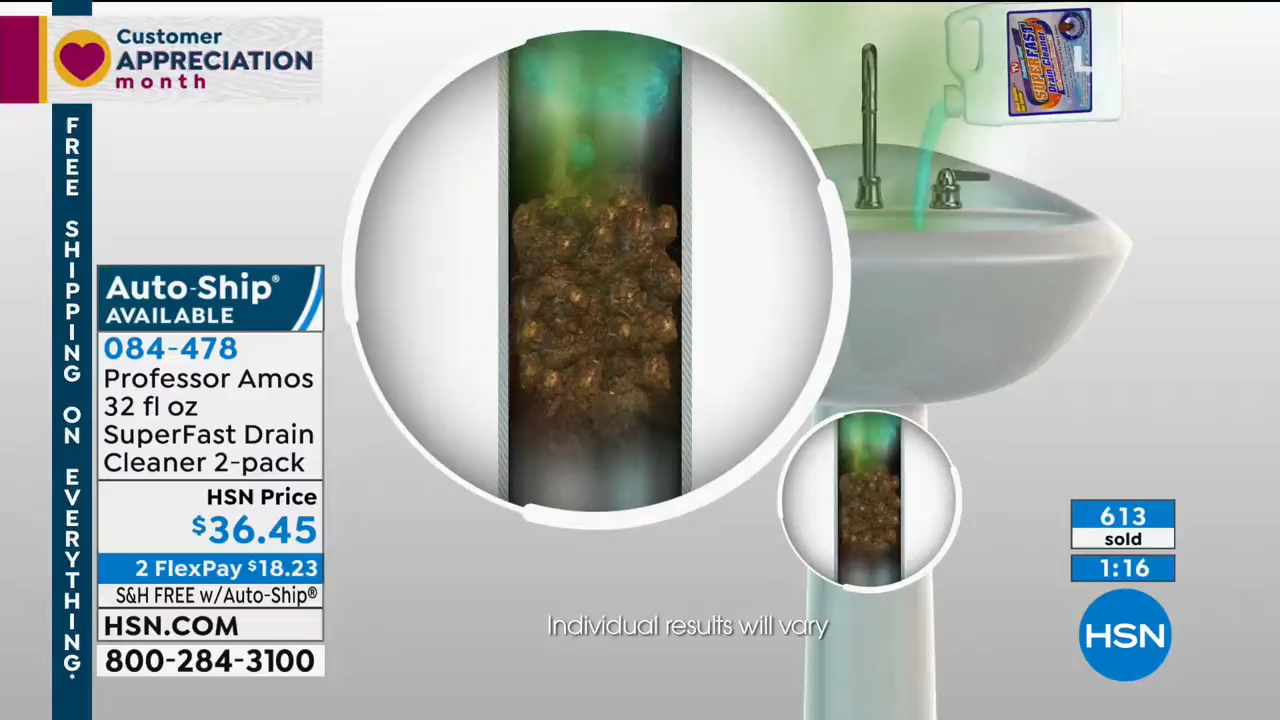 Customer
APPRECIATION
month
FREE SHIPPING ON EVERYTHING.*
Auto-Ship®
AVAILABLE
084-478
Professor Amos
32 fl oz
SuperFast Drain
Cleaner 2-pack
HSN Price
$36.45
2 FlexPay $18.23
S&H FREE w/Auto-Ship®
HSN.COM
800-284-3100
SUPERFAST
Drain Cleaner
Individual results will vary
613
sold
1:16
HSN